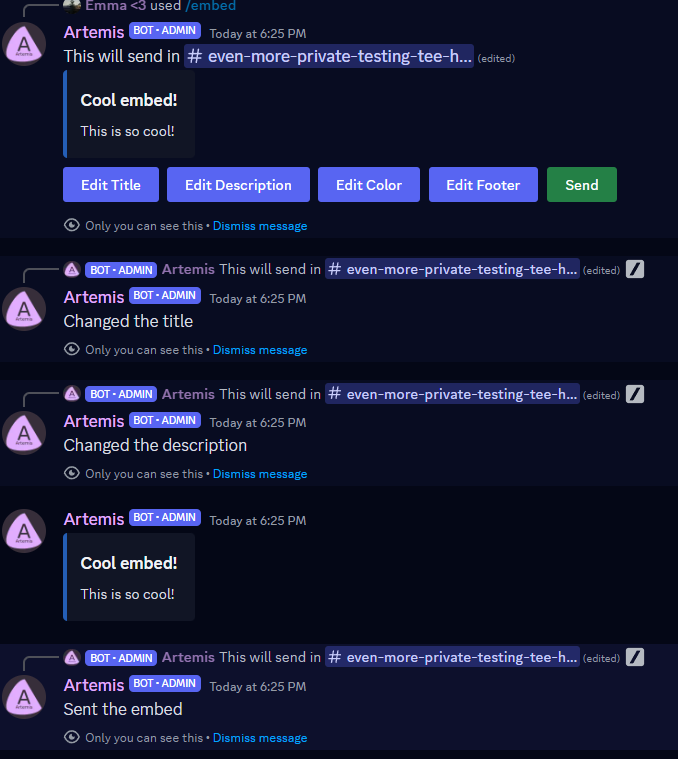 Emma <3 used /embed
Artemis BOT • ADMIN Today at 6:25 PM
This will send in # even-more-private-testing-tee-h... (edited)
Cool embed!
This is so cool!
Edit Title Edit Description Edit Color Edit Footer Send
Only you can see this • Dismiss message
BOT • ADMIN Artemis This will send in # even-more-private-testing-tee-h... (edited)
A Artemis BOT • ADMIN Today at 6:25 PM
Changed the title
Only you can see this • Dismiss message
BOT • ADMIN Artemis This will send in # even-more-private-testing-tee-h... (edited)
A Artemis BOT • ADMIN Today at 6:25 PM
Changed the description
Only you can see this • Dismiss message
A Artemis BOT • ADMIN Today at 6:25 PM
Cool embed!
This is so cool!
BOT • ADMIN Artemis This will send in # even-more-private-testing-tee-h... (edited)
A Artemis BOT • ADMIN Today at 6:25 PM
Sent the embed
Only you can see this • Dismiss message